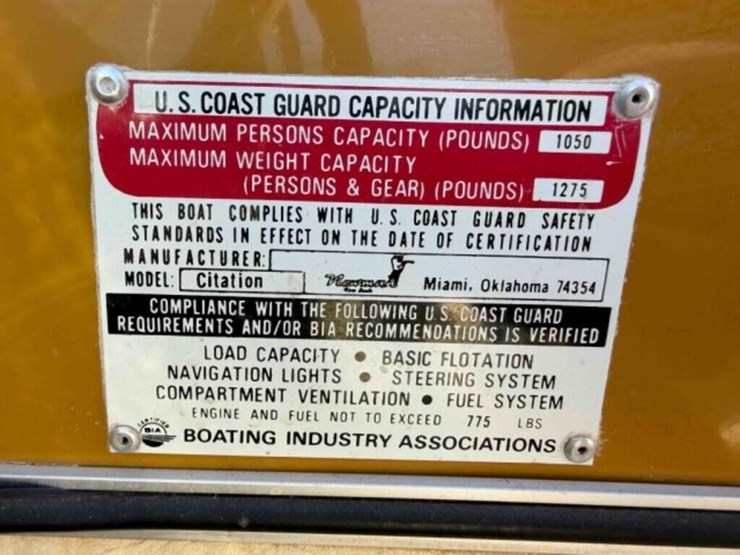 U.S. COAST GUARD CAPACITY INFORMATION
MAXIMUM PERSONS CAPACITY (POUNDS) 1050
MAXIMUM WEIGHT CAPACITY
(PERSONS & GEAR) (POUNDS) 1275
THIS BOAT COMPLIES WITH U.S. COAST GUARD SAFETY
STANDARDS IN EFFECT ON THE DATE OF CERTIFICATION
MANUFACTURER:
MODEL: Citation Newman Miami, Oklahoma 74354
COMPLIANCE WITH THE FOLLOWING U.S. COAST GUARD
REQUIREMENTS AND/OR BIA RECOMMENDATIONS IS VERIFIED
LOAD CAPACITY ● BASIC FLOTATION
NAVIGATION LIGHTS ● STEERING SYSTEM
COMPARTMENT VENTILATION ● FUEL SYSTEM
ENGINE AND FUEL NOT TO EXCEED 775 LBS
CERTIFIED BIA BOATING INDUSTRY ASSOCIATIONS